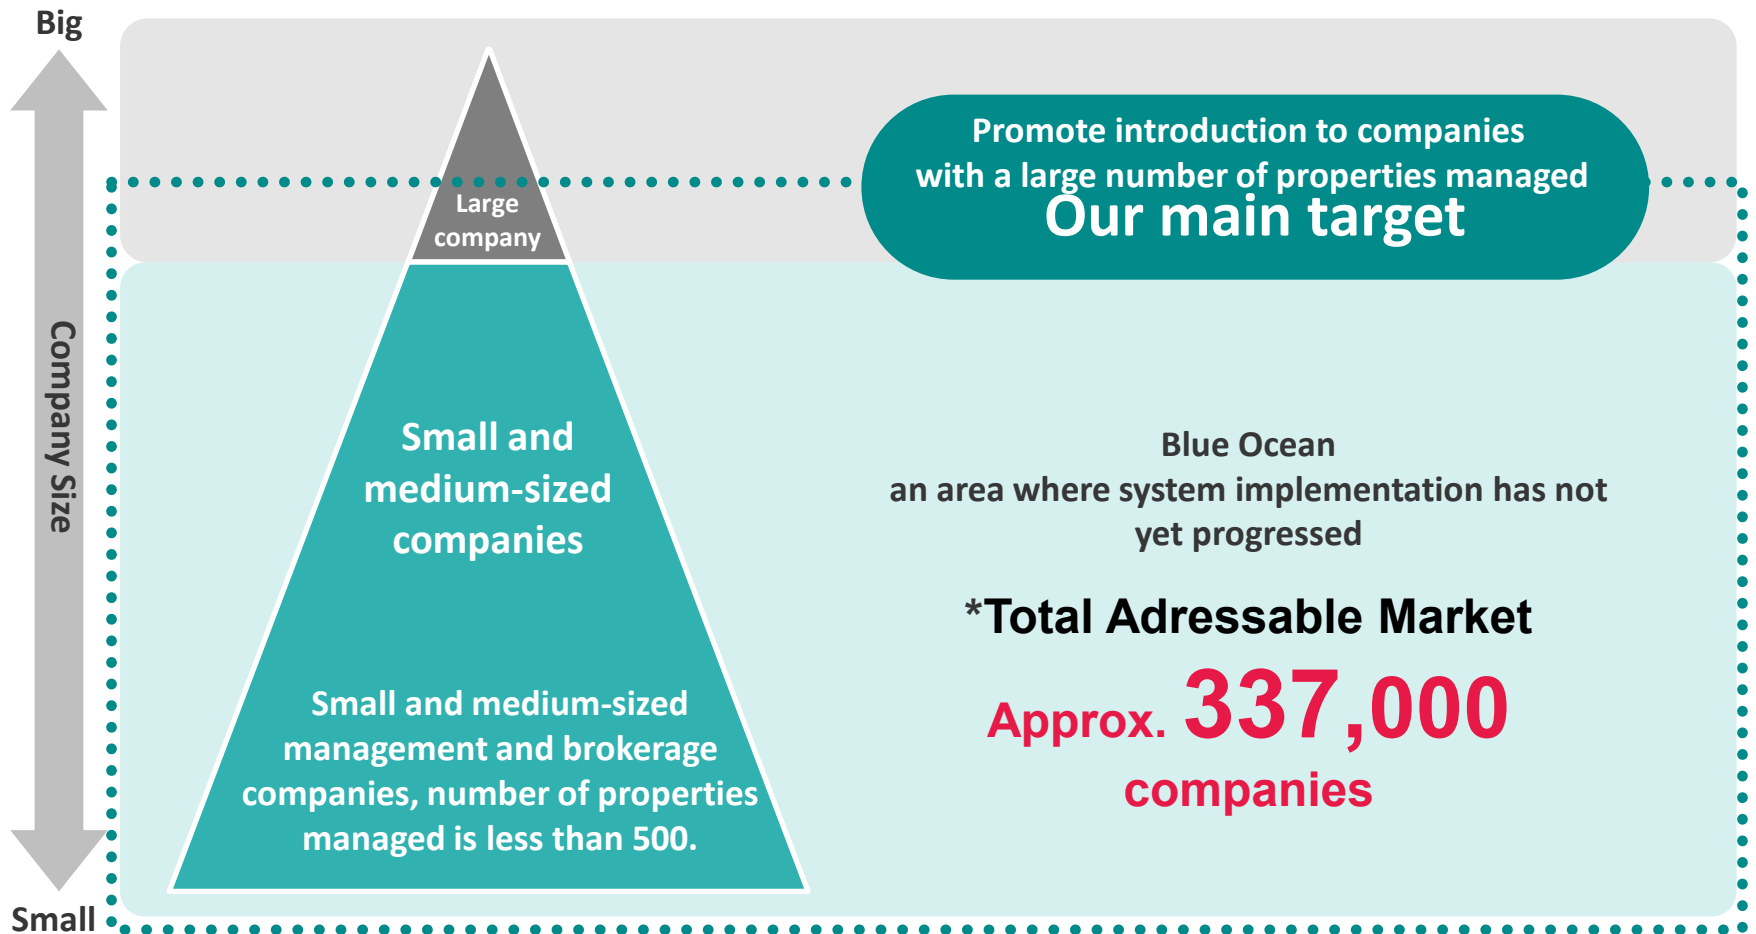 Big
Promote introduction to companies
with a large number of properties managed
Our main target
Large
company
Company Size
Small and
medium-sized
companies
Blue Ocean
an area where system implementation has not
yet progressed
*Total Adressable Market
Approx. 337,000
companies
Small and medium-sized
management and brokerage
companies, number of properties
managed is less than 500.
Small